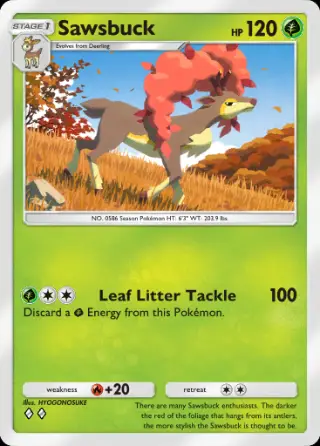 STAGE 1
Sawsbuck
HP 120
Evolves from Deerling
NO. 0586 Season Pokémon HT: 6'3" WT: 203.9 lbs.
Leaf Litter Tackle 100
Discard a Energy from this Pokémon.
weakness +20 retreat
Illus. HYOGONOSUKE
There are many Sawsbuck enthusiasts. The darker
the red of the foliage that hangs from its antlers,
the more stylish the Sawsbuck is thought to be.